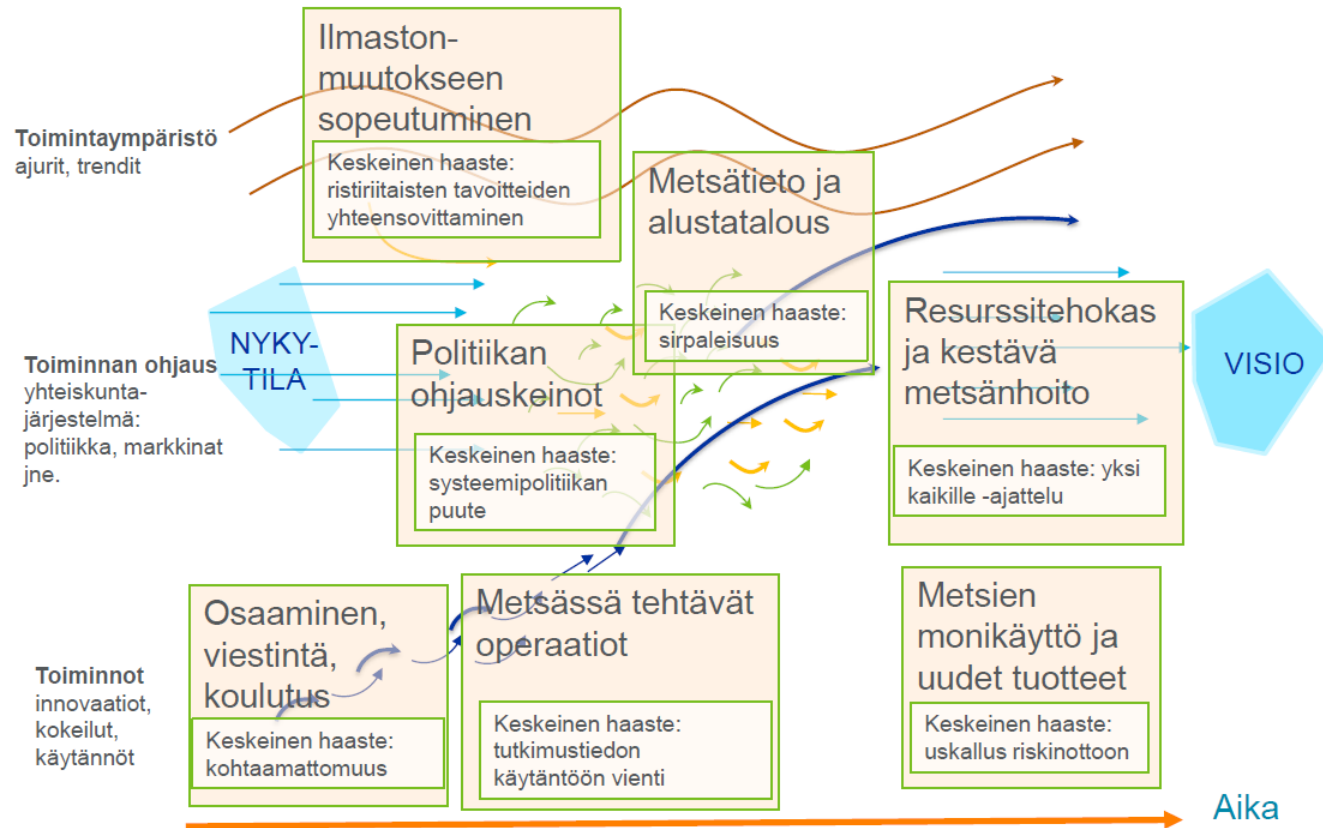 Ilmaston-
muutokseen
sopeutuminen
Keskeinen haaste:
ristiriitaisten tavoitteiden
yhteensovittaminen
Toimintaympäristö
ajurit, trendit
Metsätieto ja
alustatalous
Keskeinen haaste:
sirpaleisuus
Toiminnan ohjaus
yhteiskunta-
järjestelmä:
politiikka, markkinat
jne.
NYKY-
TILA
Politiikan
ohjauskeinot
Keskeinen haaste:
systeemipolitiikan
puute
Resurssitehokas
ja kestävä
metsänhoito
Keskeinen haaste: yksi
kaikille -ajattelu
VISIO
Toiminnot
innovaatiot,
kokeilut,
käytännöt
Osaaminen,
viestintä,
koulutus
Keskeinen haaste:
kohtaamattomuus
Metsässä tehtävät
operaatiot
Keskeinen haaste:
tutkimustiedon
käytäntöön vienti
Metsien
monikäyttö ja
uudet tuotteet
Keskeinen haaste:
uskallus riskinottoon
Aika